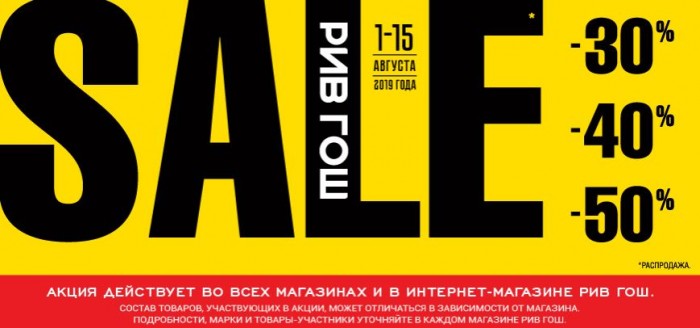 SALE*
РИВ ГОШ
1-15
АВГУСТА
2019 ГОДА
-30%
-40%
-50%
*РАСПРОДАЖА.
АКЦИЯ ДЕЙСТВУЕТ ВО ВСЕХ МАГАЗИНАХ И В ИНТЕРНЕТ-МАГАЗИНЕ РИВ ГОШ.
СОСТАВ ТОВАРОВ, УЧАСТВУЮЩИХ В АКЦИИ, МОЖЕТ ОТЛИЧАТЬСЯ В ЗАВИСИМОСТИ ОТ МАГАЗИНА.
ПОДРОБНОСТИ, МАРКИ И ТОВАРЫ-УЧАСТНИКИ УТОЧНЯЙТЕ В КАЖДОМ МАГАЗИНЕ РИВ ГОШ.